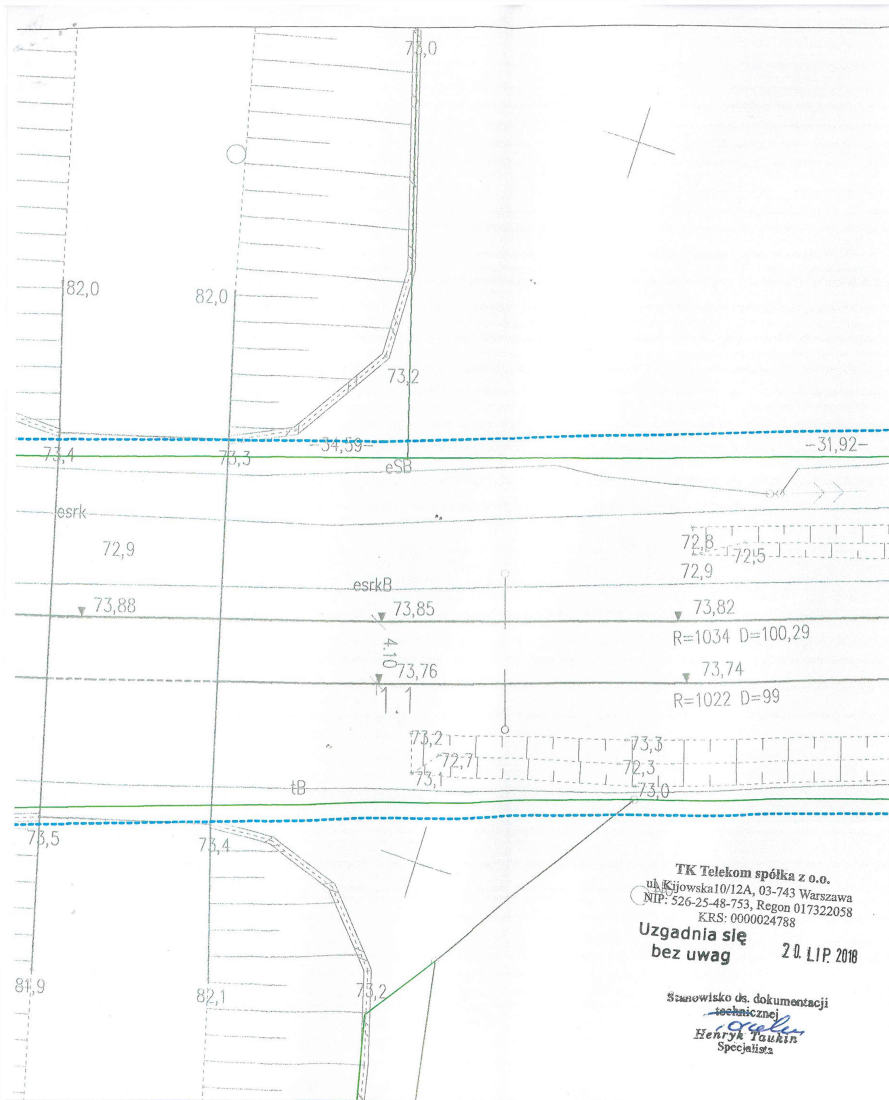 73,0
82,0
82,0
73,2
-34,59-
-31,92-
73,4
73,3
eSB
esrk
72,9
72,8
72,5
72,9
esrkB
73,88
73,85
73,82
R=1034 D=100,29
4.10
73,76
73,74
1.1
R=1022 D=99
73,2
73,3
72,7
72,3
73,1
73,0
tB
73,5
73,4
TK Telekom spółka z o.o.
ul. Kijowska10/12A, 03-743 Warszawa
NIP: 526-25-48-753, Regon 017322058
KRS: 0000024788
Uzgadnia się
bez uwag
20. LIP. 2018
81,9
82,1
73,2
Stanowisko ds. dokumentacji
technicznej
Henryk Taukin
Specjalista